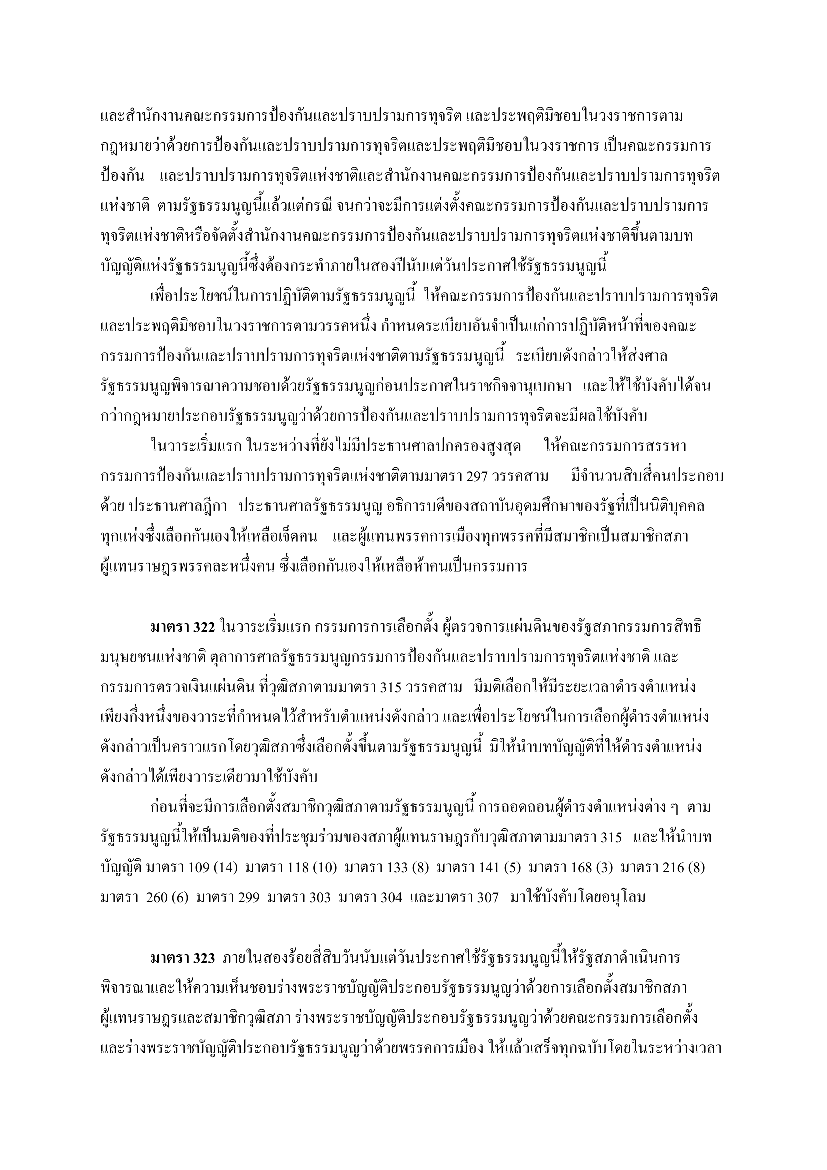 และสำนักงานคณะกรรมการป้องกันและปราบปรามการทุจริต และประพฤติมิชอบในวงราชการตาม
กฎหมายว่าด้วยการป้องกันและปราบปรามการทุจริตและประพฤติมิชอบในวงราชการ เป็นคณะกรรมการ
ป้องกัน และปราบปรามการทุจริตแห่งชาติและสำนักงานคณะกรรมการป้องกันและปราบปรามการทุจริต
แห่งชาติ ตามรัฐธรรมนูญนี้แล้วแต่กรณี จนกว่าจะมีการแต่งตั้งคณะกรรมการป้องกันและปราบปรามการ
ทุจริตแห่งชาติหรือจัดตั้งสำนักงานคณะกรรมการป้องกันและปราบปรามการทุจริตแห่งชาติขึ้นตามบท
บัญญัติแห่งรัฐธรรมนูญนี้ซึ่งต้องกระทำภายในสองปีนับแต่วันประกาศใช้รัฐธรรมนูญนี้
เพื่อประโยชน์ในการปฏิบัติตามรัฐธรรมนูญนี้ ให้คณะกรรมการป้องกันและปราบปรามการทุจริต
และประพฤติมิชอบในวงราชการตามวรรคหนึ่ง กำหนดระเบียบอันจำเป็นแก่การปฏิบัติหน้าที่ของคณะ
กรรมการป้องกันและปราบปรามการทุจริตแห่งชาติตามรัฐธรรมนูญนี้ ระเบียบดังกล่าวให้ส่งศาล
รัฐธรรมนูญพิจารณาความชอบด้วยรัฐธรรมนูญก่อนประกาศในราชกิจจานุเบกษา และให้ใช้บังคับได้จน
กว่ากฎหมายประกอบรัฐธรรมนูญว่าด้วยการป้องกันและปราบปรามการทุจริตจะมีผลใช้บังคับ
ในวาระเริ่มแรก ในระหว่างที่ยังไม่มีประธานศาลปกครองสูงสุด ให้คณะกรรมการสรรหา
กรรมการป้องกันและปราบปรามการทุจริตแห่งชาติตามมาตรา 297 วรรคสาม มีจำนวนสิบสี่คนประกอบ
ด้วย ประธานศาลฎีกา ประธานศาลรัฐธรรมนูญ อธิการบดีของสถาบันอุดมศึกษาของรัฐที่เป็นนิติบุคคล
ทุกแห่งซึ่งเลือกกันเองให้เหลือเจ็ดคน และผู้แทนพรรคการเมืองทุกพรรคที่มีสมาชิกเป็นสมาชิกสภา
ผู้แทนราษฎรพรรคละหนึ่งคน ซึ่งเลือกกันเองให้เหลือห้าคนเป็นกรรมการ
มาตรา 322 ในวาระเริ่มแรก กรรมการการเลือกตั้ง ผู้ตรวจการแผ่นดินของรัฐสภากรรมการสิทธิ
มนุษยชนแห่งชาติ ตุลาการศาลรัฐธรรมนูญกรรมการป้องกันและปราบปรามการทุจริตแห่งชาติ และ
กรรมการตรวจเงินแผ่นดิน ที่วุฒิสภาตามมาตรา 315 วรรคสาม มีมติเลือกให้มีระยะเวลาดำรงตำแหน่ง
เพียงกึ่งหนึ่งของวาระที่กำหนดไว้สำหรับตำแหน่งดังกล่าว และเพื่อประโยชน์ในการเลือกผู้ดำรงตำแหน่ง
ดังกล่าวเป็นคราวแรกโดยวุฒิสภาซึ่งเลือกตั้งขึ้นตามรัฐธรรมนูญนี้ มิให้นำบทบัญญัติที่ให้ดำรงตำแหน่ง
ดังกล่าวได้เพียงวาระเดียวมาใช้บังคับ
ก่อนที่จะมีการเลือกตั้งสมาชิกวุฒิสภาตามรัฐธรรมนูญนี้ การถอดถอนผู้ดำรงตำแหน่งต่าง ๆ ตาม
รัฐธรรมนูญนี้ให้เป็นมติของที่ประชุมร่วมของสภาผู้แทนราษฎรกับวุฒิสภาตามมาตรา 315 และให้นำบท
บัญญัติ มาตรา 109 (14) มาตรา 118 (10) มาตรา 133 (8) มาตรา 141 (5) มาตรา 168 (3) มาตรา 216 (8)
มาตรา 260 (6) มาตรา 299 มาตรา 303 มาตรา 304 และมาตรา 307 มาใช้บังคับโดยอนุโลม
มาตรา 323 ภายในสองร้อยสี่สิบวันนับแต่วันประกาศใช้รัฐธรรมนูญนี้ให้รัฐสภาดำเนินการ
พิจารณาและให้ความเห็นชอบร่างพระราชบัญญัติประกอบรัฐธรรมนูญว่าด้วยการเลือกตั้งสมาชิกสภา
ผู้แทนราษฎรและสมาชิกวุฒิสภา ร่างพระราชบัญญัติประกอบรัฐธรรมนูญว่าด้วยคณะกรรมการเลือกตั้ง
และร่างพระราชบัญญัติประกอบรัฐธรรมนูญว่าด้วยพรรคการเมือง ให้แล้วเสร็จทุกฉบับโดยในระหว่างเวลา